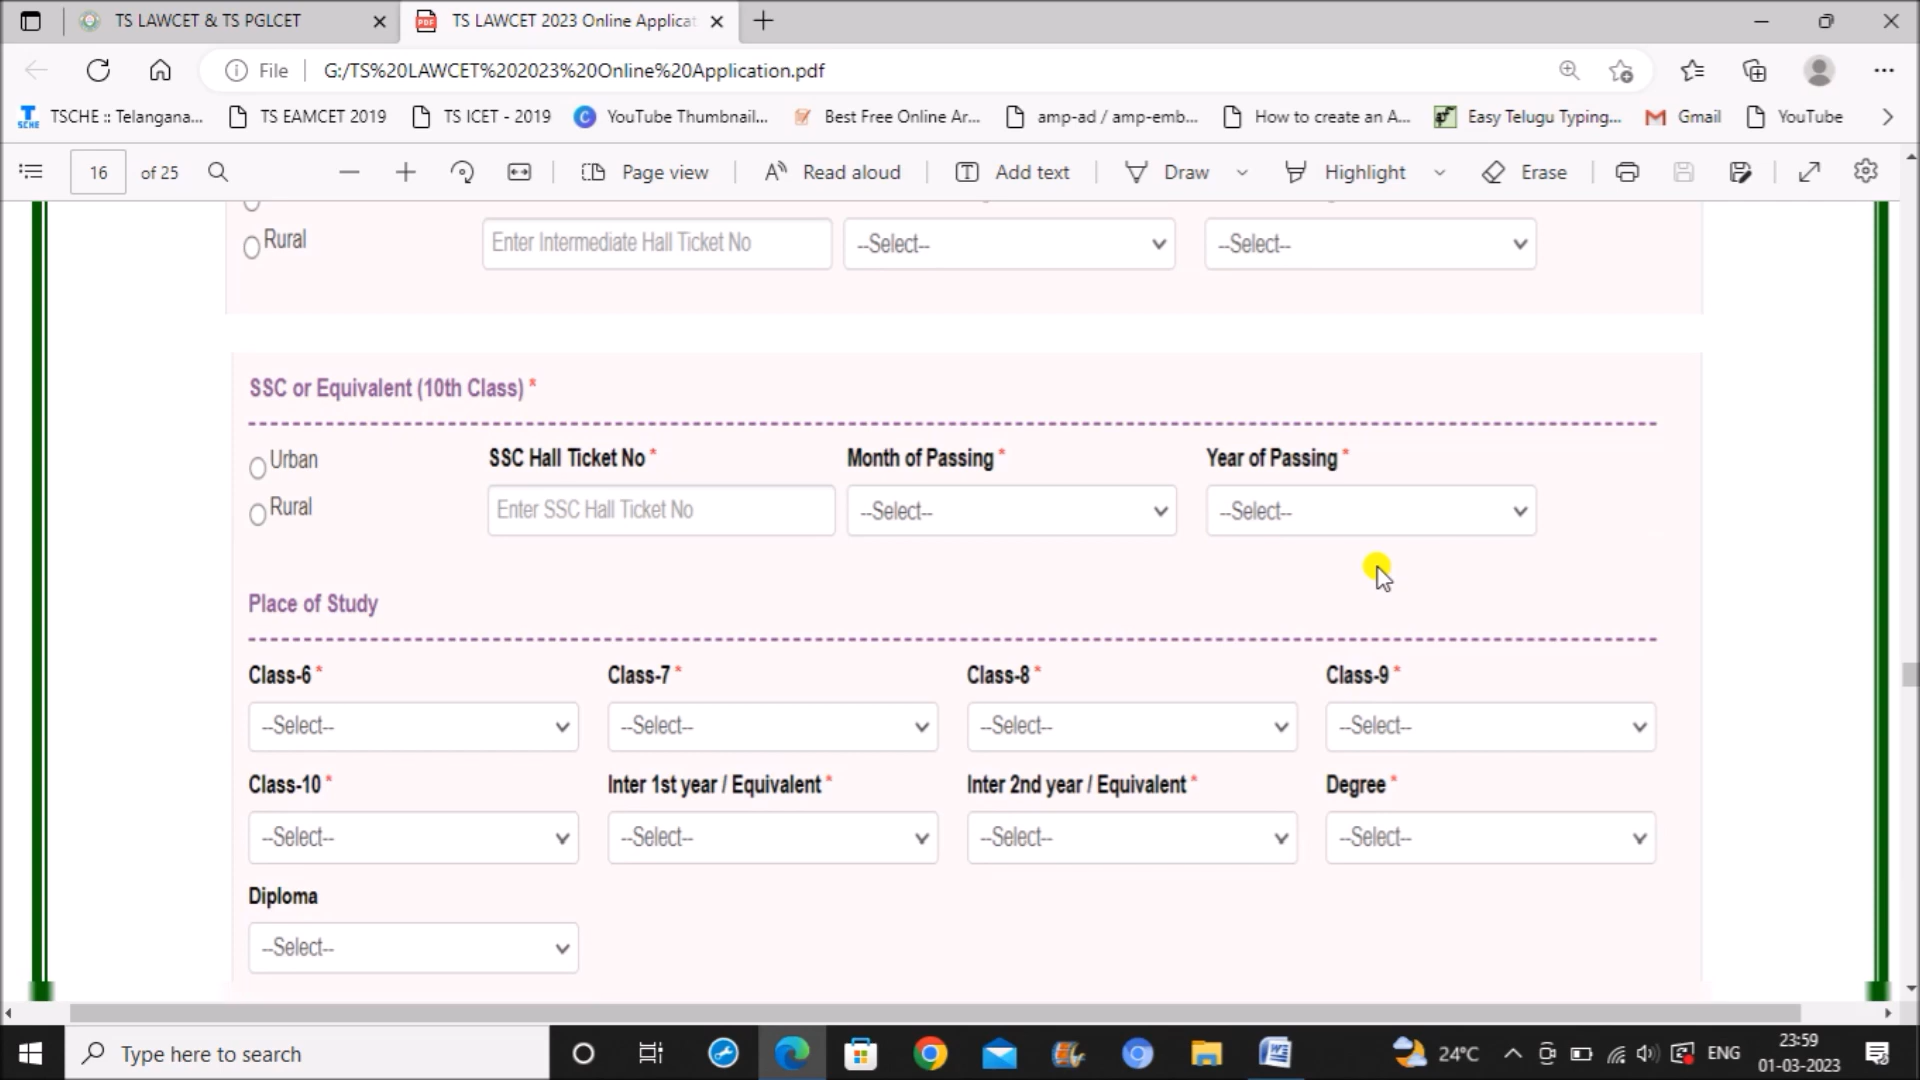 TS LAWCET & TS PGLCET
TS LAWCET 2023 Online Applicat
File G:/TS%20LAWCET%202023%20Online%20Application.pdf
TSCHE :: Telangana... TS EAMCET 2019 TS ICET - 2019 YouTube Thumbnail... Best Free Online Ar... amp-ad / amp-emb... How to create an A... Easy Telugu Typing... Gmail YouTube
16 of 25 Page view Read aloud Add text Draw Highlight Erase
Rural Enter Intermediate Hall Ticket No --Select-- --Select--
SSC or Equivalent (10th Class) *
Urban SSC Hall Ticket No * Month of Passing * Year of Passing *
Rural Enter SSC Hall Ticket No --Select-- --Select--
Place of Study
Class-6 * Class-7 * Class-8 * Class-9 *
--Select-- --Select-- --Select-- --Select--
Class-10 * Inter 1st year / Equivalent * Inter 2nd year / Equivalent * Degree *
--Select-- --Select-- --Select-- --Select--
Diploma
--Select--
Type here to search 24°C ENG 23:59
01-03-2023